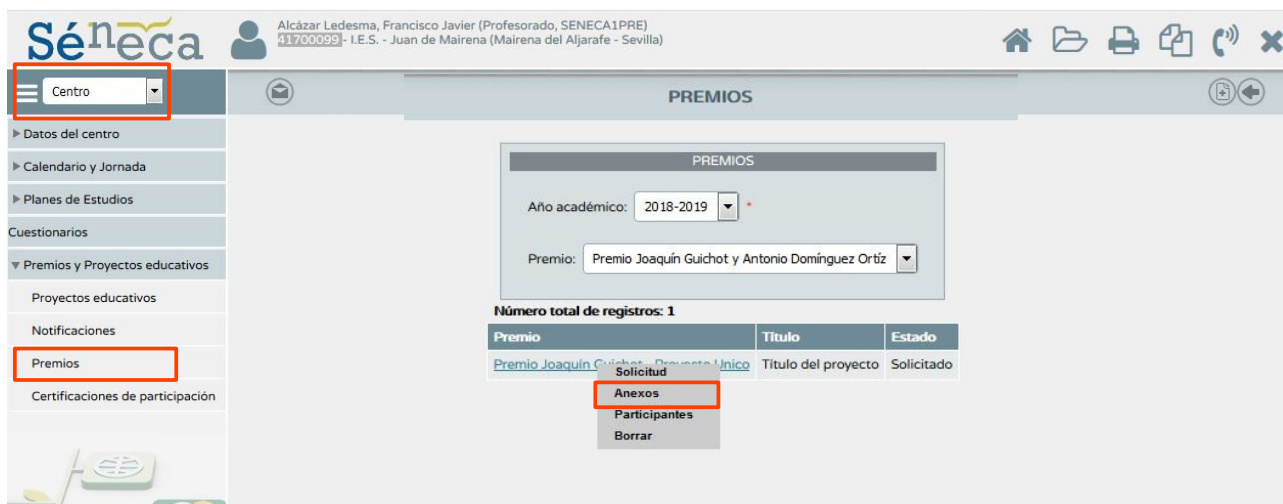 Séneca
Alcázar Ledesma, Francisco Javier (Profesorado, SENECA1PRE)
41700099 - I.E.S. - Juan de Mairena (Mairena del Aljarafe - Sevilla)
Centro
PREMIOS
Datos del centro
Calendario y Jornada
Planes de Estudios
Cuestionarios
Premios y Proyectos educativos
Proyectos educativos
Notificaciones
Premios
Certificaciones de participación
PREMIOS
Año académico: 2018-2019 *
Premio: Premio Joaquín Guichot y Antonio Domínguez Ortíz
Número total de registros: 1
Premio Título Estado
Premio Joaquín Guichot - Proyecto Unico Título del proyecto Solicitado
Solicitud
Anexos
Participantes
Borrar